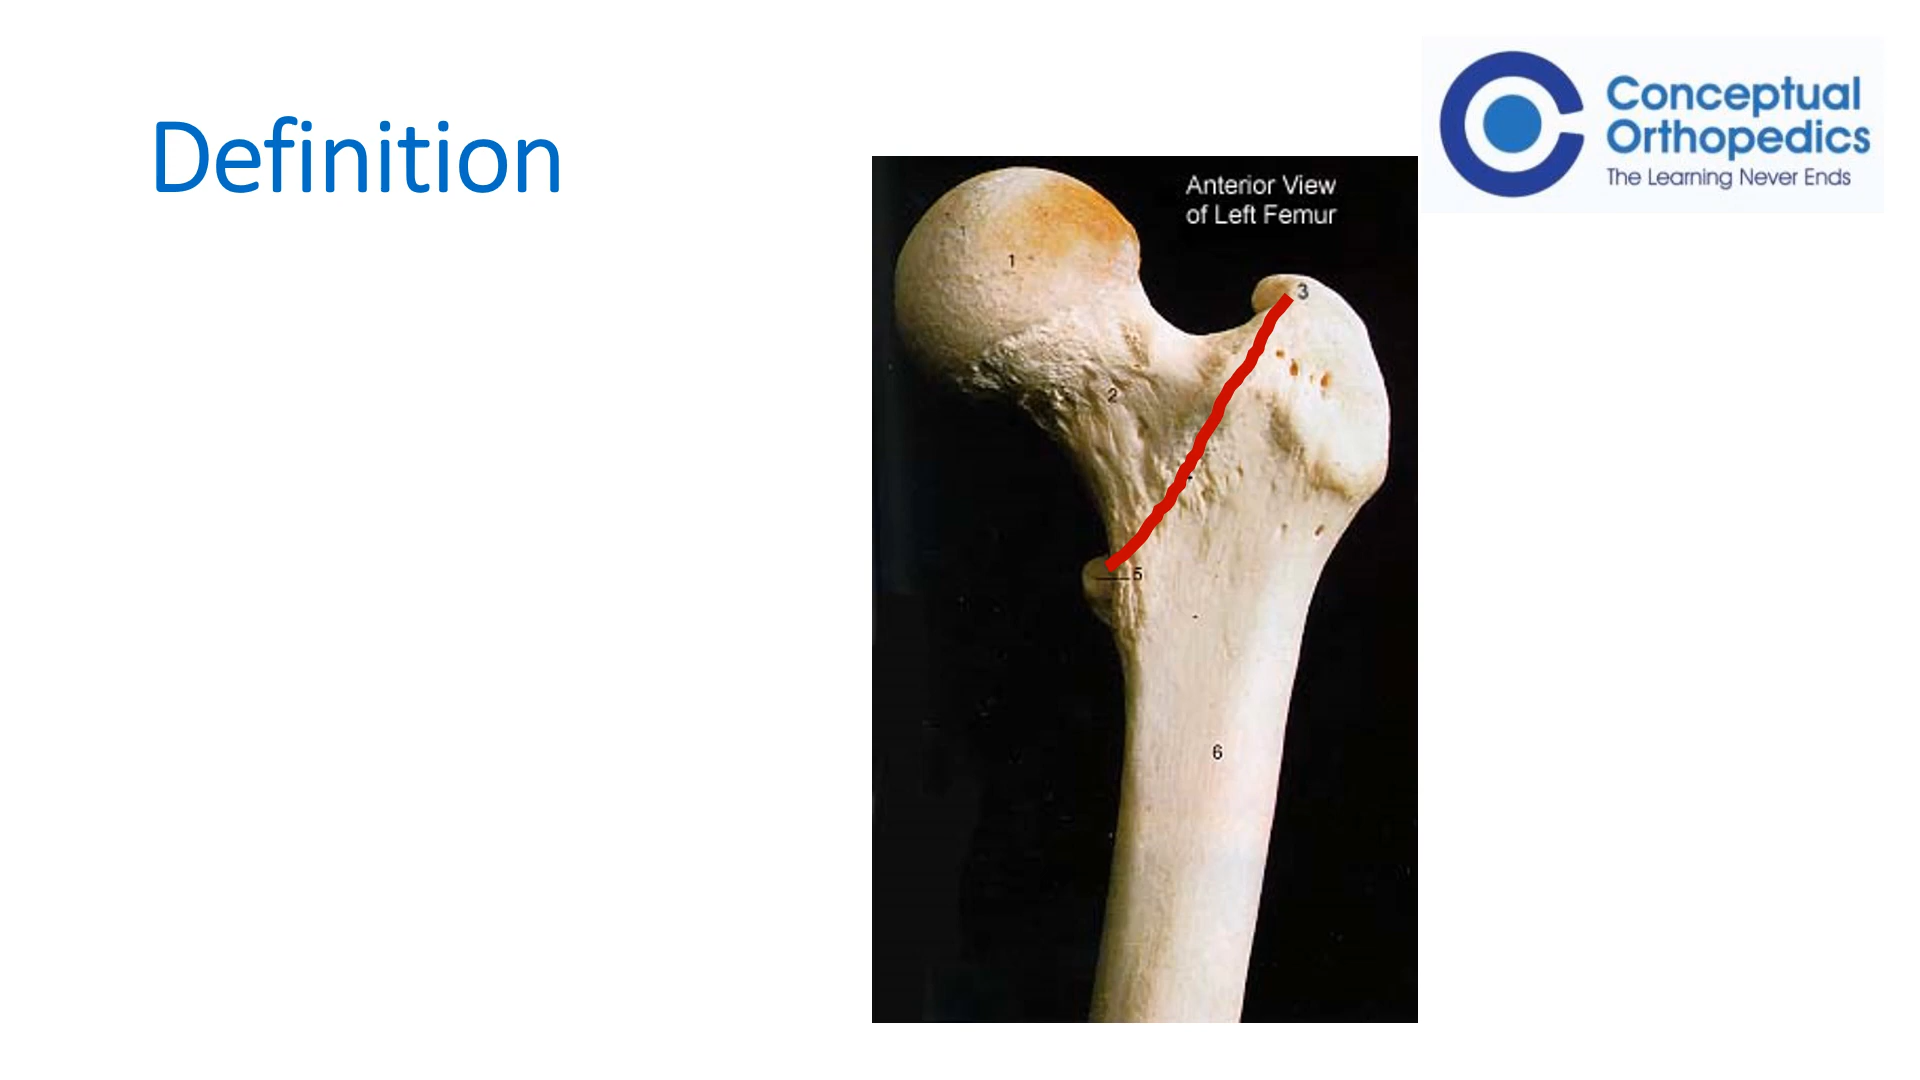 Definition
Conceptual
Orthopedics
The Learning Never Ends
Anterior View
of Left Femur
1
3
2
5
6